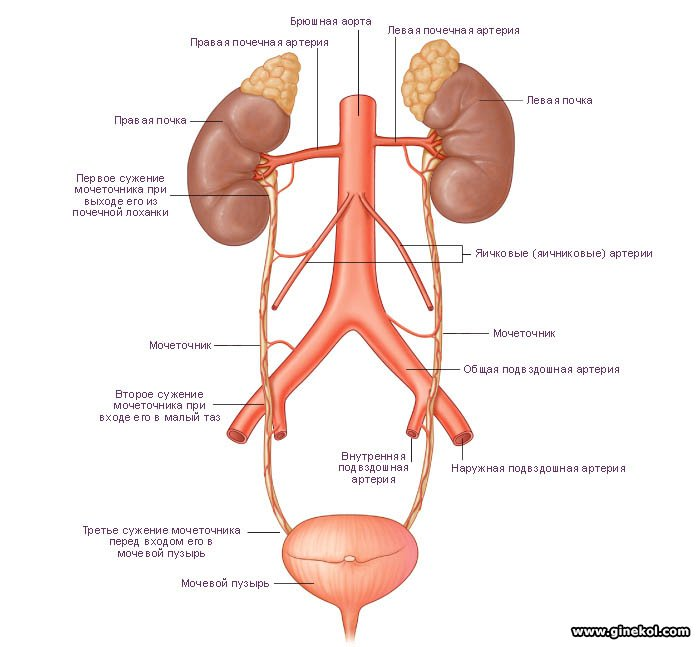 Брюшная аорта
Левая почечная артерия
Правая почечная артерия
Левая почка
Правая почка
Первое сужение
мочеточника при
выходе его из
почечной лоханки
Яичковые (яичниковые) артерии
Мочеточник
Мочеточник
Общая подвздошная артерия
Второе сужение
мочеточника при
входе его в малый таз
Внутренняя
подвздошная
артерия
Наружная подвздошная артерия
Третье сужение мочеточника
перед входом его в
мочевой пузырь
Мочевой пузырь
www.ginekol.com